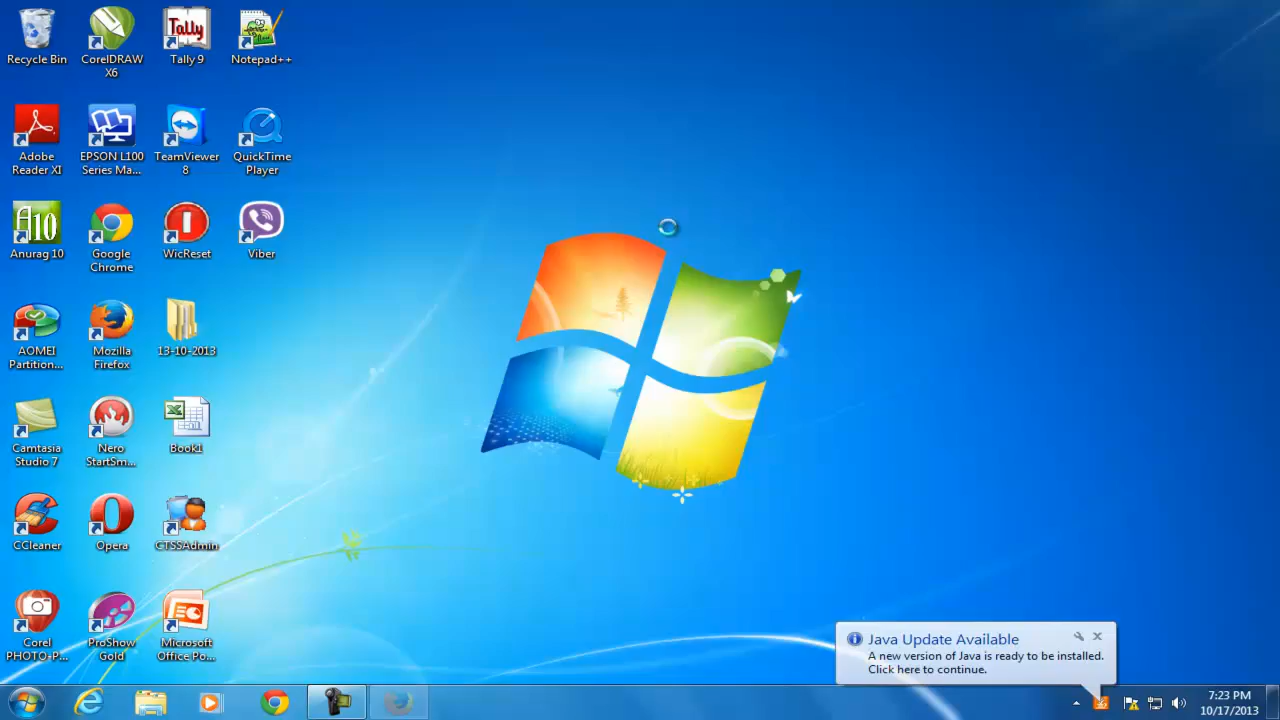 Recycle Bin
CorelDRAW
X6
Tally
Tally 9
Notepad++
Adobe
Reader XI
EPSON L100
Series Ma...
TeamViewer
8
QuickTime
Player
A10
Anurag 10
Google
Chrome
WicReset
Viber
AOMEI
Partition...
Mozilla
Firefox
13-10-2013
Camtasia
Studio 7
Nero
StartSm...
Book1
CCleaner
Opera
CTSSAdmin
Corel
PHOTO-P...
ProShow
Gold
Microsoft
Office Po...
Java Update Available
A new version of Java is ready to be installed.
Click here to continue.
7:23 PM
10/17/2013